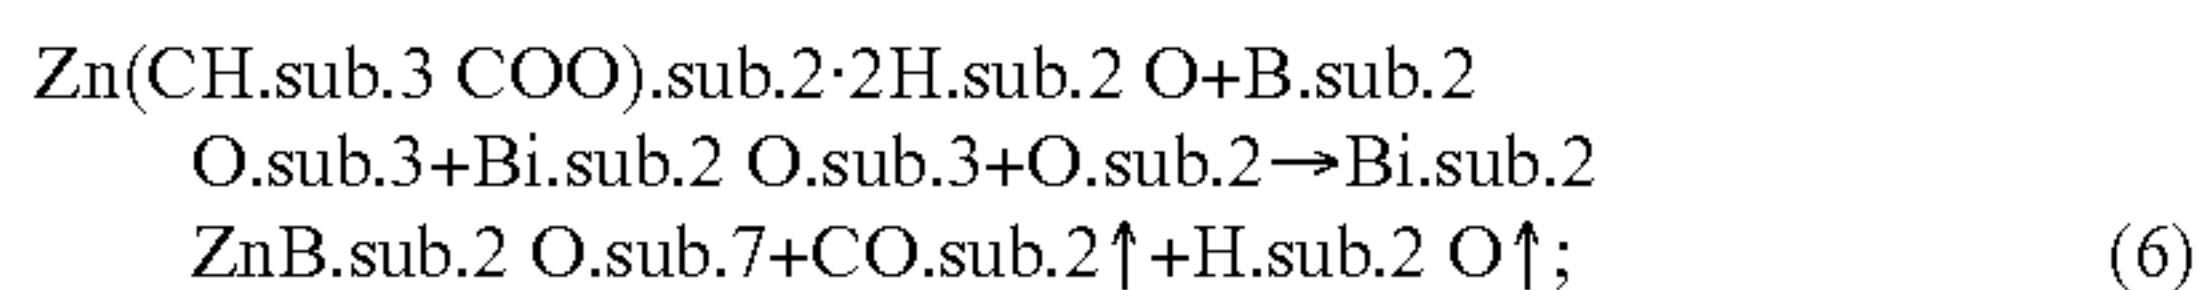 Zn(CH.sub.3 COO).sub.2·2H.sub.2 O+B.sub.2
O.sub.3+Bi.sub.2 O.sub.3+O.sub.2→Bi.sub.2
ZnB.sub.2 O.sub.7+CO.sub.2↑+H.sub.2 O↑; (6)